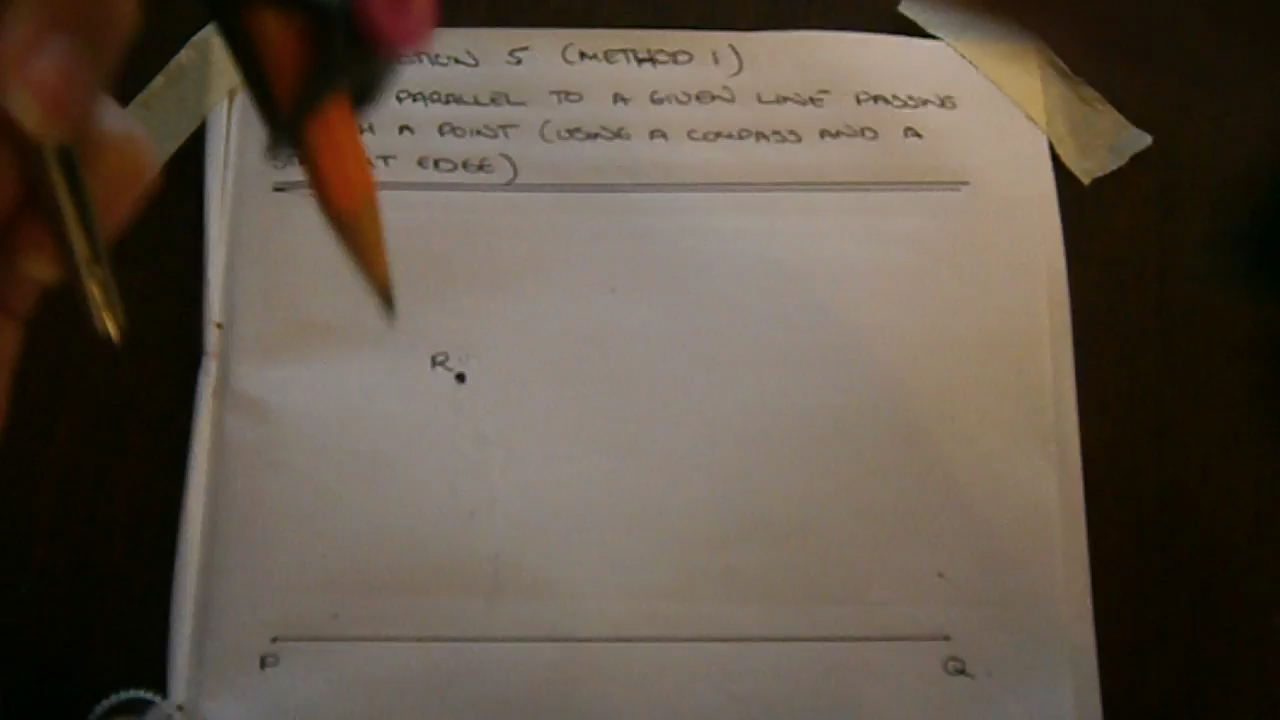 5 (METHOD 1)
PARALLEL TO A GIVEN LINE PASSING
A POINT (USING A COMPASS AND A
EDGE)
R
P Q